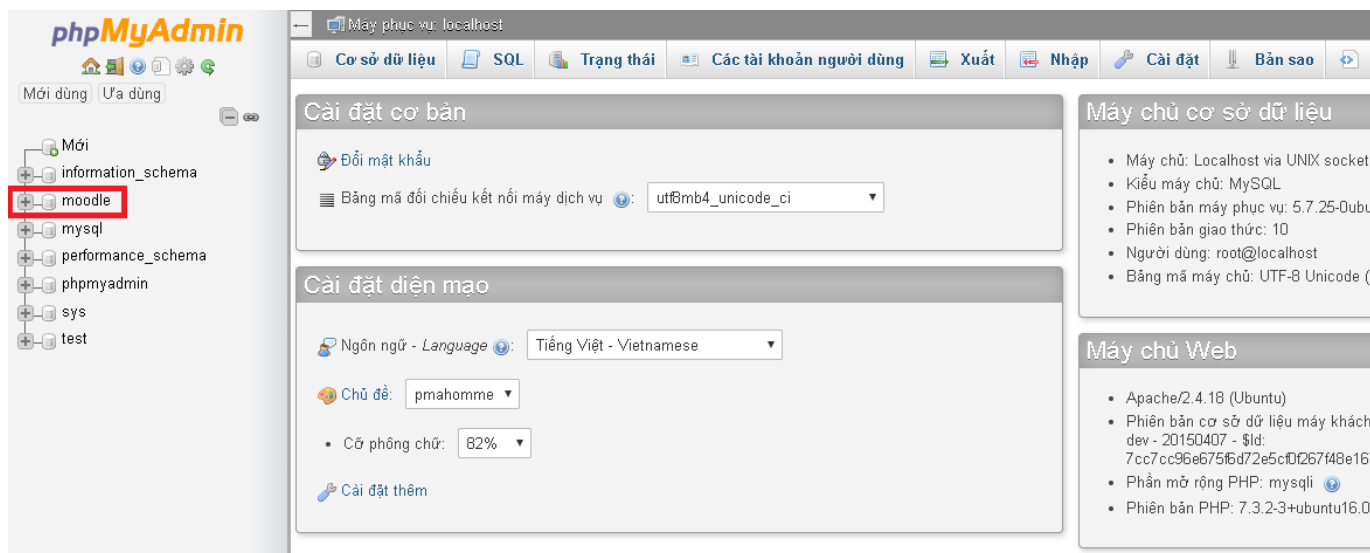 phpMyAdmin
Mới dùng Ưa dùng
Mới
information_schema
moodle
mysql
performance_schema
phpmyadmin
sys
test
Máy phục vụ: localhost
Cơ sở dữ liệu SQL Trạng thái Các tài khoản người dùng Xuất Nhập Cài đặt Bản sao
Cài đặt cơ bản
Đổi mật khẩu
Bảng mã đối chiếu kết nối máy dịch vụ : utf8mb4_unicode_ci
Cài đặt diện mạo
Ngôn ngữ - Language : Tiếng Việt - Vietnamese
Chủ đề: pmahomme
• Cỡ phông chữ: 82%
Cài đặt thêm
Máy chủ cơ sở dữ liệu
• Máy chủ: Localhost via UNIX socket
• Kiểu máy chủ: MySQL
• Phiên bản máy phục vụ: 5.7.25-0ubu
• Phiên bản giao thức: 10
• Người dùng: root@localhost
• Bảng mã máy chủ: UTF-8 Unicode (
Máy chủ Web
• Apache/2.4.18 (Ubuntu)
• Phiên bản cơ sở dữ liệu máy khách
dev - 20150407 - $Id:
• Phần mở rộng PHP: mysqli
• Phiên bản PHP: 7.3.2-3+ubuntu16.0